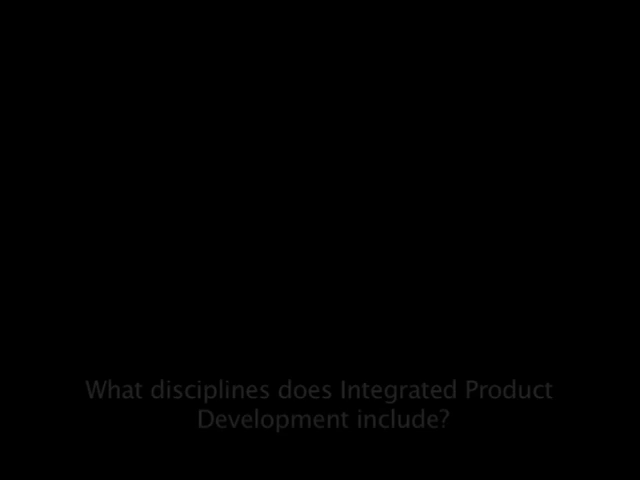 What disciplines does Integrated Product
Development include?